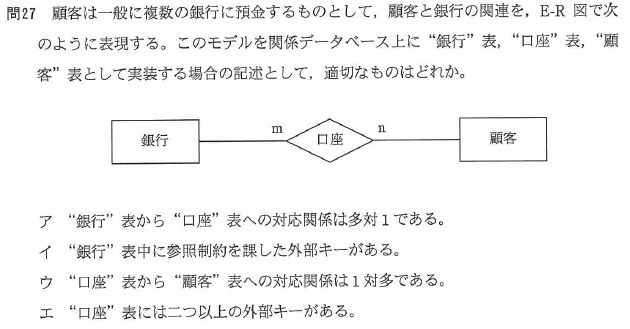 問27 顧客は一般に複数の銀行に預金するものとして，顧客と銀行の関連を，E-R 図で次
のように表現する。このモデルを関係データベース上に“銀行”表，“口座”表，“顧
客”表として実装する場合の記述として，適切なものはどれか。
銀行 m 口座 n 顧客
ア “銀行”表から“口座”表への対応関係は多対１である。
イ “銀行”表中に参照制約を課した外部キーがある。
ウ “口座”表から“顧客”表への対応関係は１対多である。
エ “口座”表には二つ以上の外部キーがある。